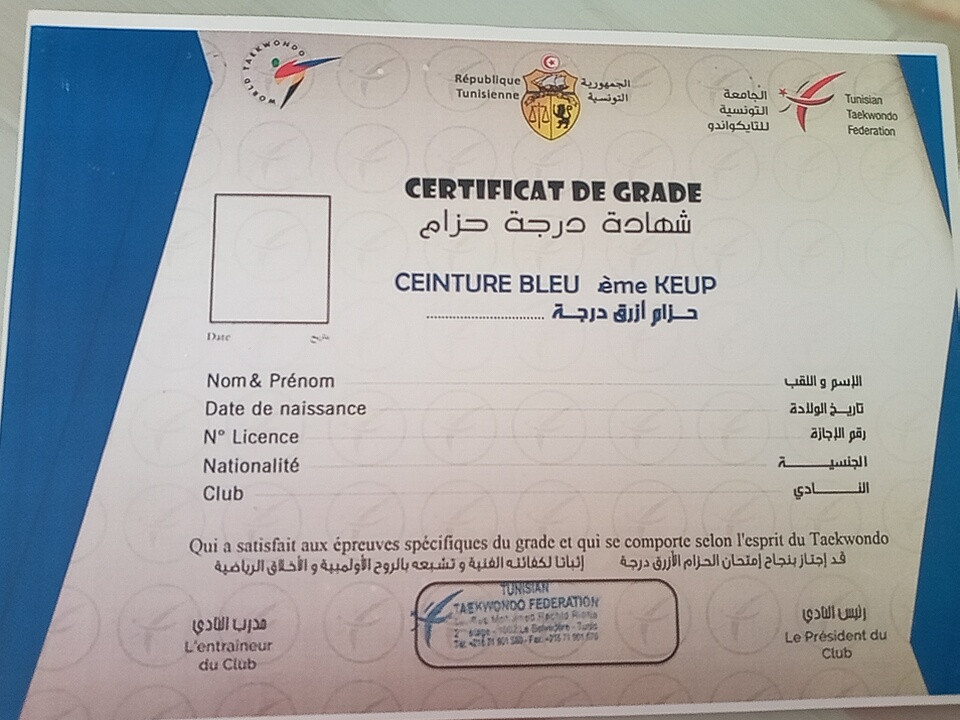 WORLD TAEKWONDO
République
Tunisienne
الجمهورية
التونسية
الجامعة
التونسية
للتايكواندو
Tunisian
Taekwondo
Federation
CERTIFICAT DE GRADE
شهادة درجة حزام
CEINTURE BLEU ème KEUP
حزام أزرق درجة ..............................
Date تاريخ
Nom & Prénom الإسم و اللقب
Date de naissance تاريخ الولادة
N° Licence رقم الإجازة
Nationalité الجنسية
Club النادي
Qui a satisfait aux épreuves spécifiques du grade et qui se comporte selon l'esprit du Taekwondo
قد إجتاز بنجاح إمتحان الحزام الأزرق درجة إثباتا لكفائته الفنية و تشبعه بالروح الأولمبية و الأخلاق الرياضية
مدرب النادي
L'entraineur
du Club
TUNISIAN
TAEKWONDO FEDERATION
رئيس النادي
Le Président du
Club